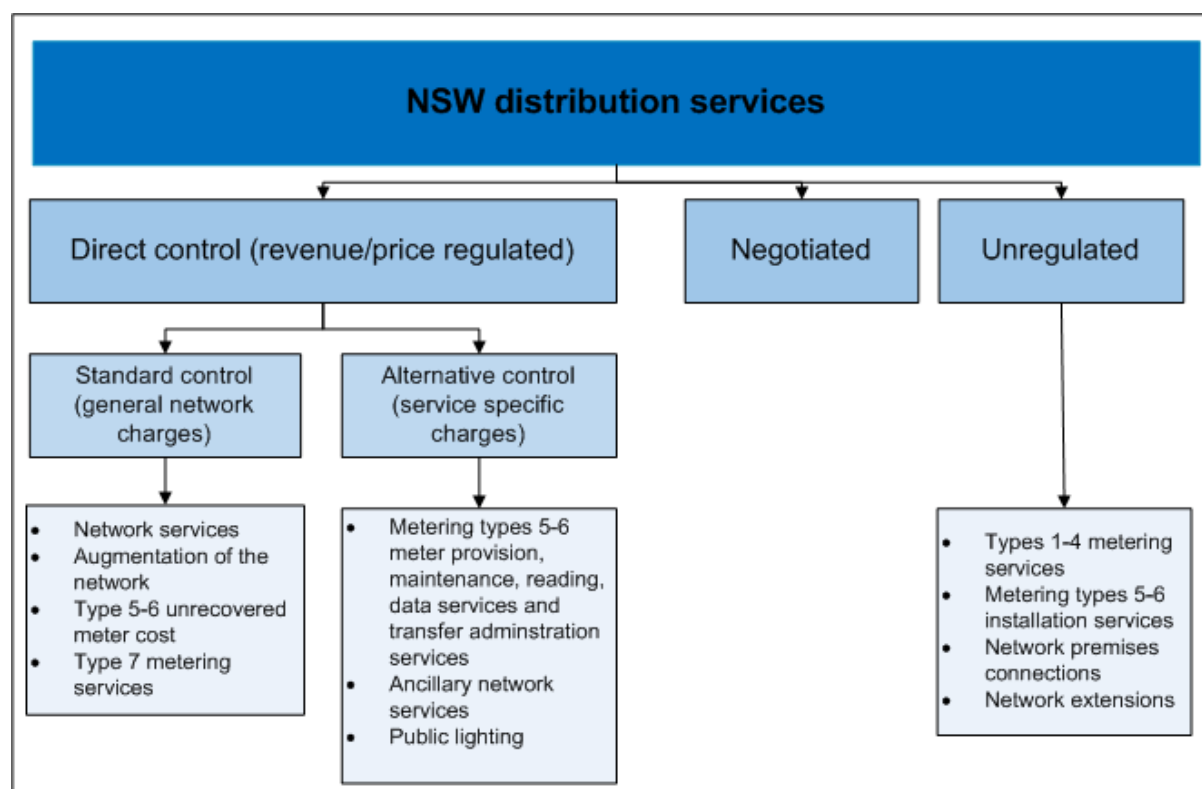 NSW distribution services
Direct control (revenue/price regulated)
Negotiated
Unregulated
Standard control
(general network
charges)
Alternative control
(service specific
charges)
• Network services
• Augmentation of the
network
• Type 5-6 unrecovered
meter cost
• Type 7 metering
services
• Metering types 5-6
meter provision,
maintenance, reading,
data services and
transfer adminstration
services
• Ancillary network
services
• Public lighting
• Types 1-4 metering
services
• Metering types 5-6
installation services
• Network premises
connections
• Network extensions